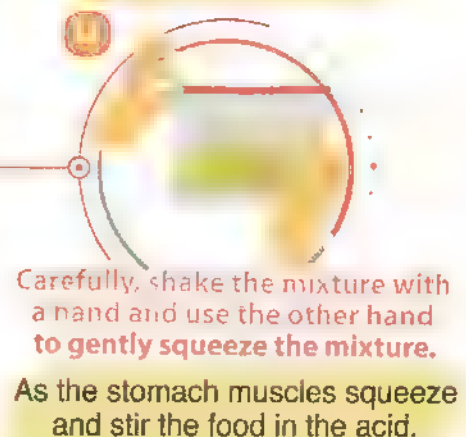 Carefully, shake the mixture with
a hand and use the other hand
to gently squeeze the mixture.
As the stomach muscles squeeze
and stir the food in the acid.